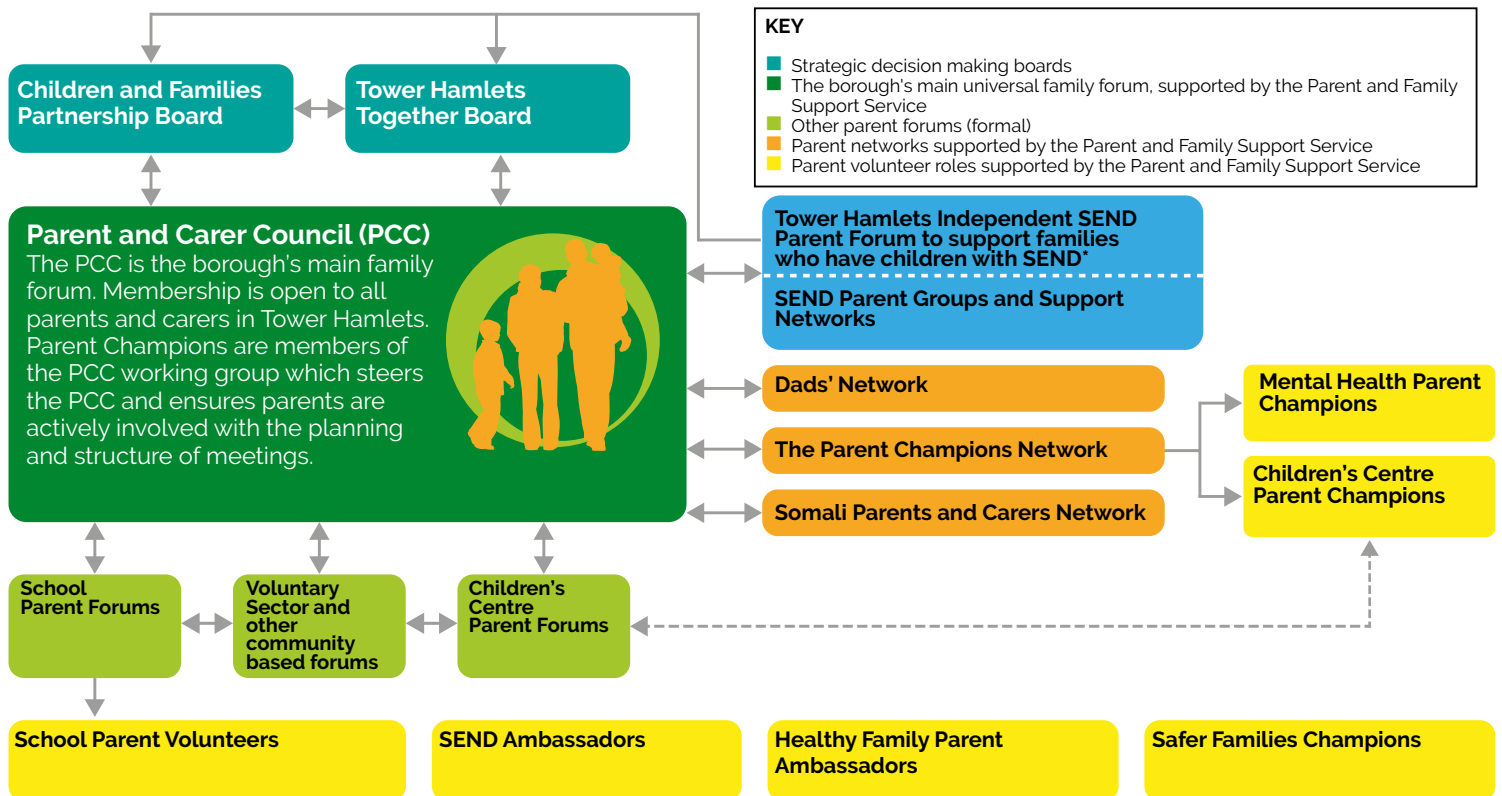 KEY
Strategic decision making boards
The borough's main universal family forum, supported by the Parent and Family
Support Service
Other parent forums (formal)
Parent networks supported by the Parent and Family Support Service
Parent volunteer roles supported by the Parent and Family Support Service
Children and Families
Partnership Board
Tower Hamlets
Together Board
Parent and Carer Council (PCC)
The PCC is the borough's main family
forum. Membership is open to all
parents and carers in Tower Hamlets.
Parent Champions are members of
the PCC working group which steers
the PCC and ensures parents are
actively involved with the planning
and structure of meetings.
Tower Hamlets Independent SEND
Parent Forum to support families
who have children with SEND*
SEND Parent Groups and Support
Networks
Dads' Network
The Parent Champions Network
Somali Parents and Carers Network
Mental Health Parent
Champions
Children's Centre
Parent Champions
School
Parent Forums
Voluntary
Sector and
other
community
based forums
Children's
Centre
Parent Forums
School Parent Volunteers
SEND Ambassadors
Healthy Family Parent
Ambassadors
Safer Families Champions